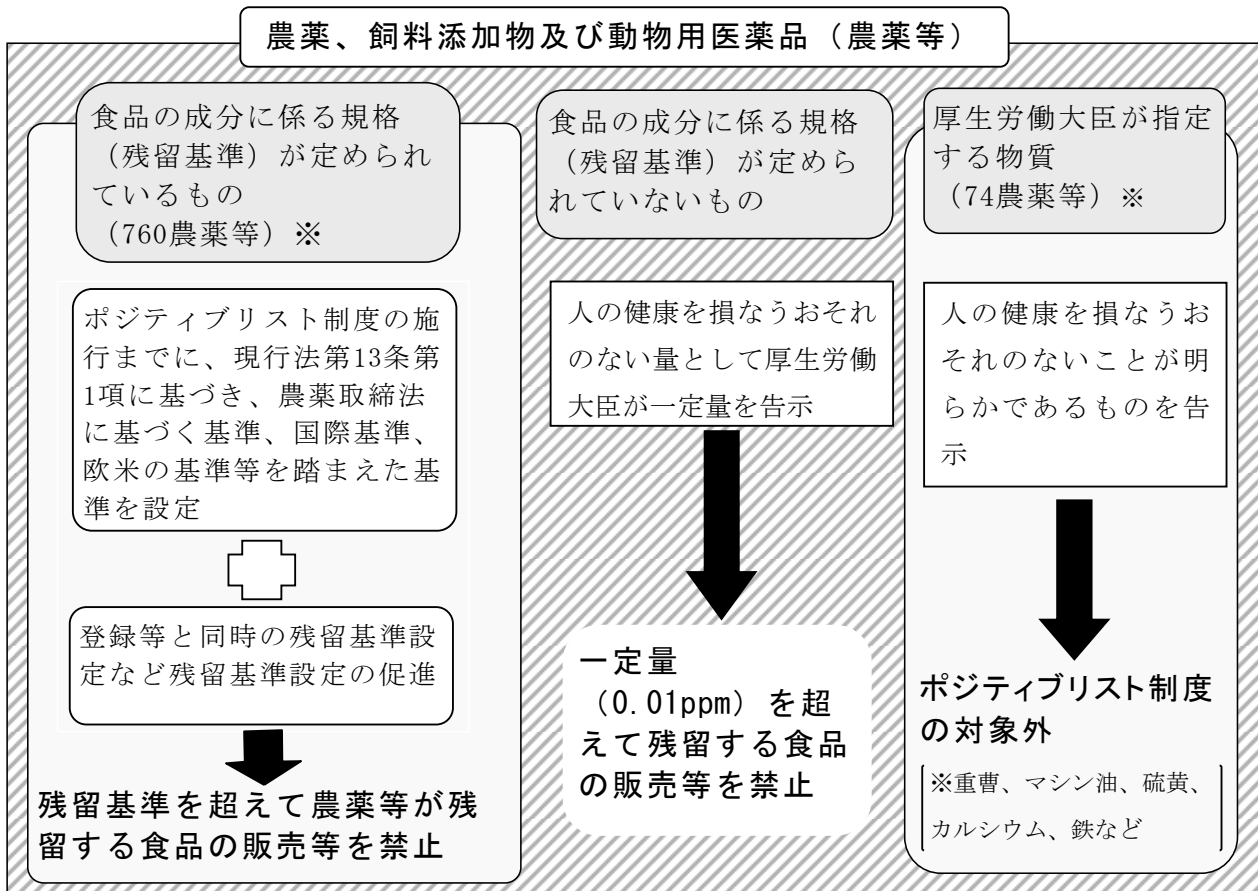 農薬、飼料添加物及び動物用医薬品（農薬等）
食品の成分に係る規格
（残留基準）が定められ
ているもの
（760農薬等）※
ポジティブリスト制度の施
行までに、現行法第13条第
1項に基づき、農薬取締法
に基づく基準、国際基準、
欧米の基準等を踏まえた基
準を設定
登録等と同時の残留基準設
定など残留基準設定の促進
残留基準を超えて農薬等が残
留する食品の販売等を禁止
食品の成分に係る規格
（残留基準）が定めら
れていないもの
人の健康を損なうおそれ
のない量として厚生労働
大臣が一定量を告示
一定量
（0.01ppm）を超
えて残留する食品
の販売等を禁止
厚生労働大臣が指定
する物質
（74農薬等）※
人の健康を損なうお
それのないことが明
らかであるものを告
示
ポジティブリスト制度
の対象外
※重曹、マシン油、硫黄、
カルシウム、鉄など